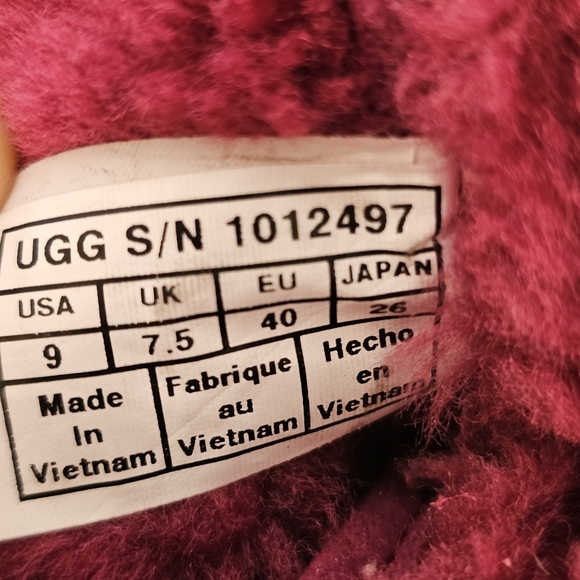 UGG S/N 1012497
USA UK EU JAPAN
9 7.5 40 26
Made In Vietnam
Fabrique au Vietnam
Hecho en Vietnam